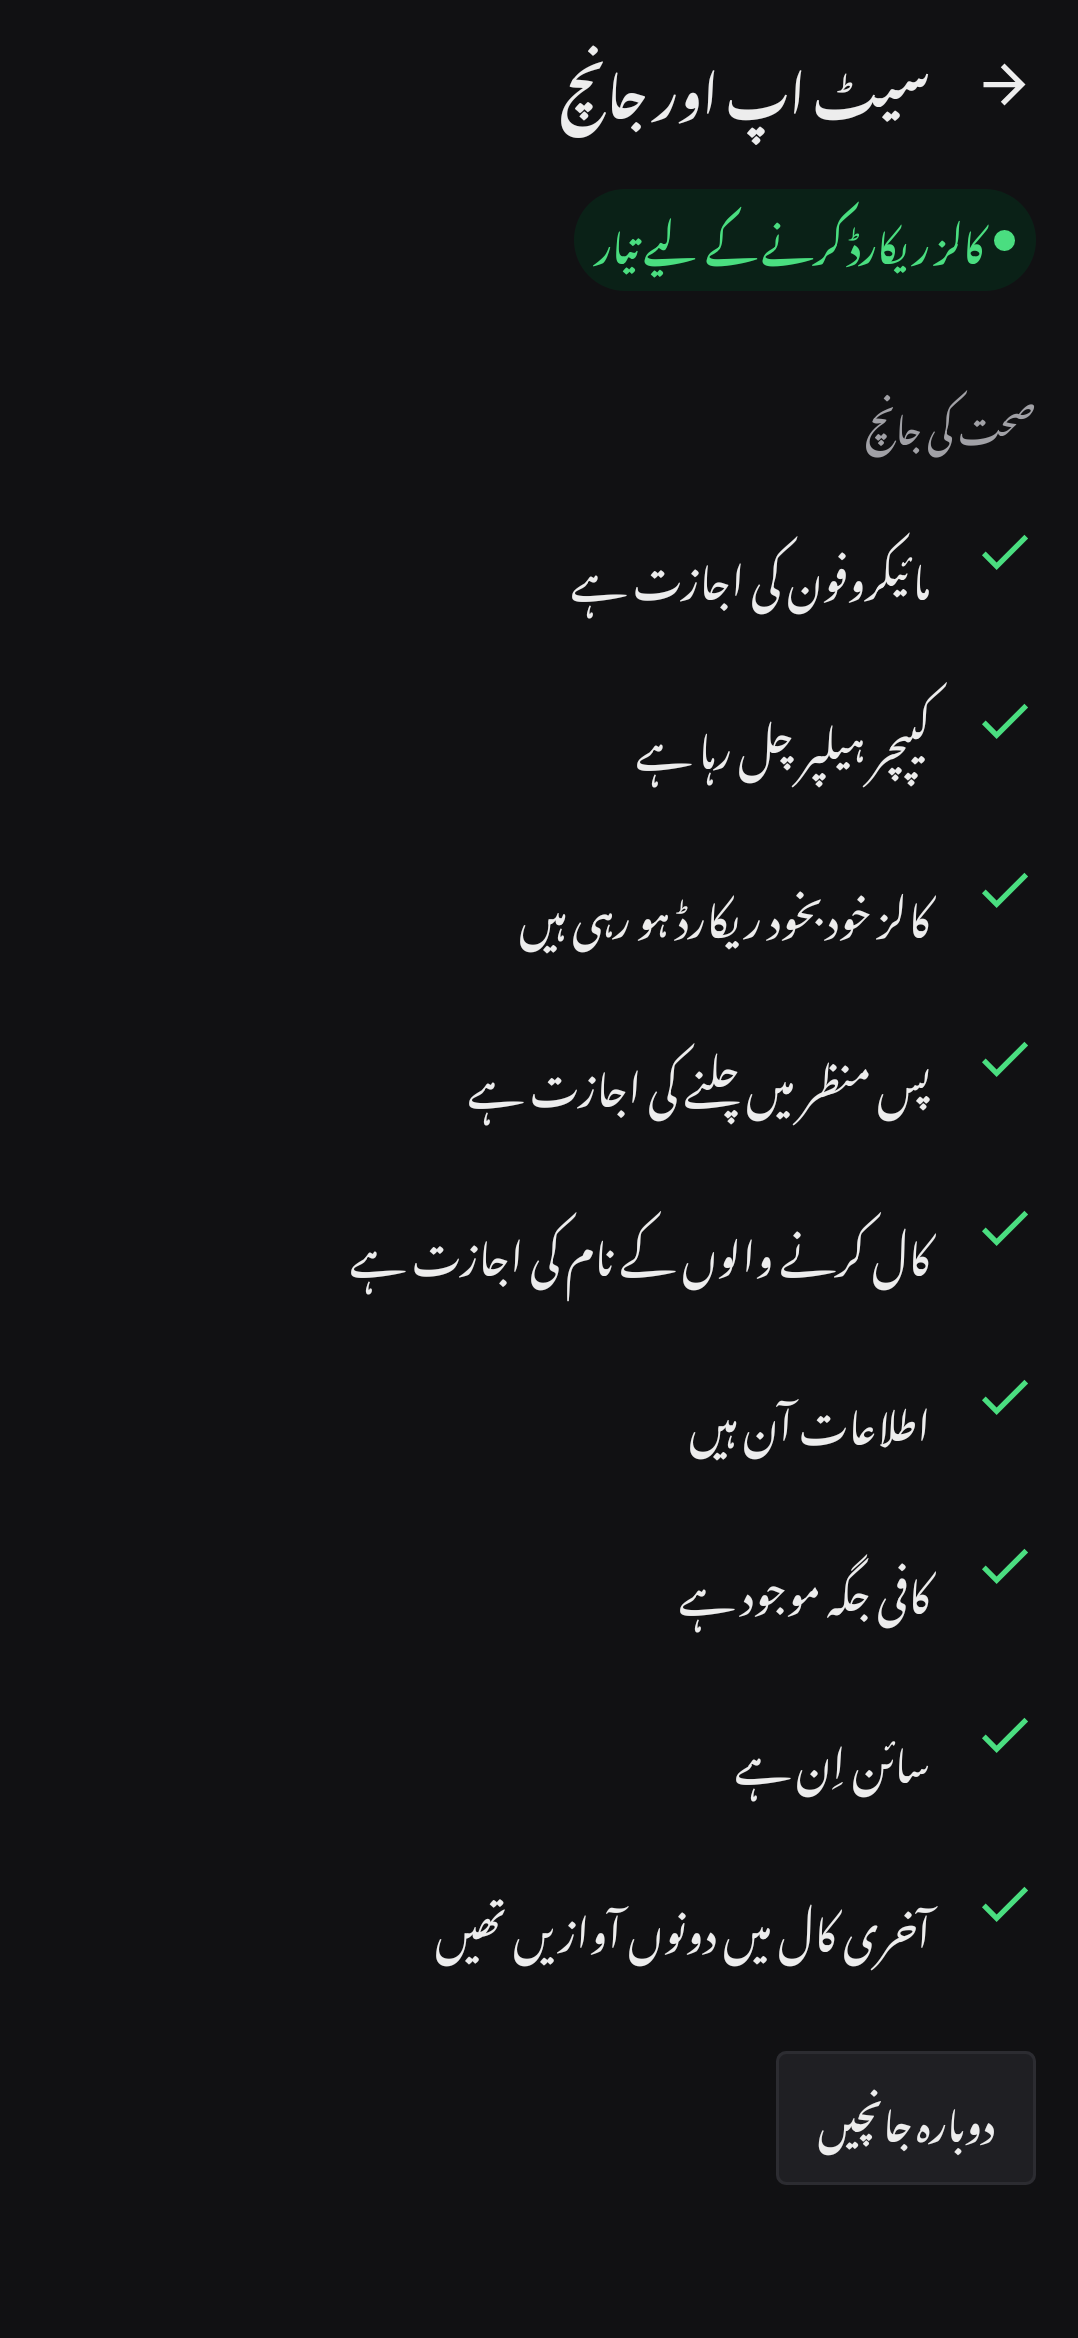 سیٹ اپ اور جانچ
کالز ریکارڈ کرنے کے لیے تیار
صحت کی جانچ
مائیکروفون کی اجازت ہے
کیپچر ہیلپر چل رہا ہے
کالز خودبخود ریکارڈ ہو رہی ہیں
پس منظر میں چلنے کی اجازت ہے
کال کرنے والوں کے نام کی اجازت ہے
اطلاعات آن ہیں
کافی جگہ موجود ہے
سائن اِن ہے
آخری کال میں دونوں آوازیں تھیں
دوبارہ جانچیں